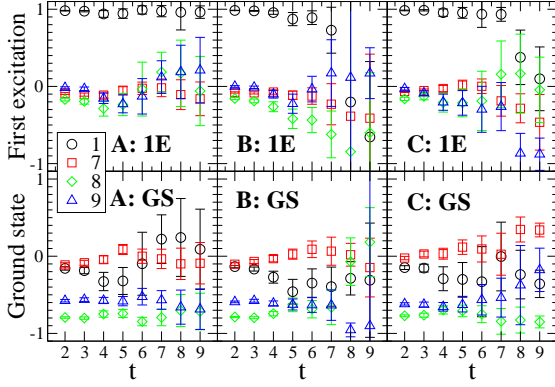 First excitation
1
0
-1
A: 1E
B: 1E
C: 1E
1
7
8
9
Ground state
1
0
-1
A: GS
B: GS
C: GS
2 3 4 5 6 7 8 9
2 3 4 5 6 7 8 9
2 3 4 5 6 7 8 9
t
t
t